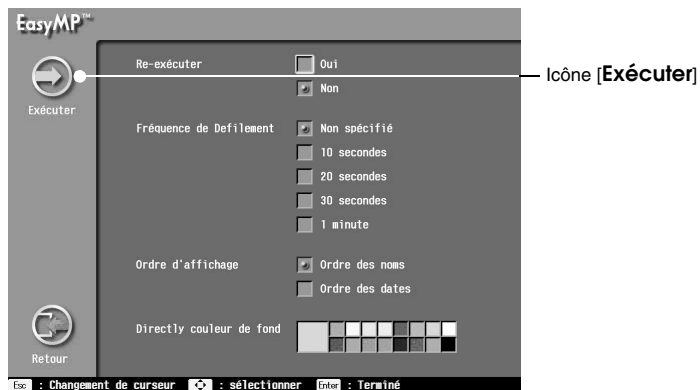 EasyMP™
Re-exécuter
Oui
Non
Icône [Exécuter]
Exécuter
Fréquence de Defilement
Non spécifié
10 secondes
20 secondes
30 secondes
1 minute
Ordre d'affichage
Ordre des noms
Ordre des dates
Directly couleur de fond
Retour
Esc : Changement de curseur : sélectionner Enter : Terminé